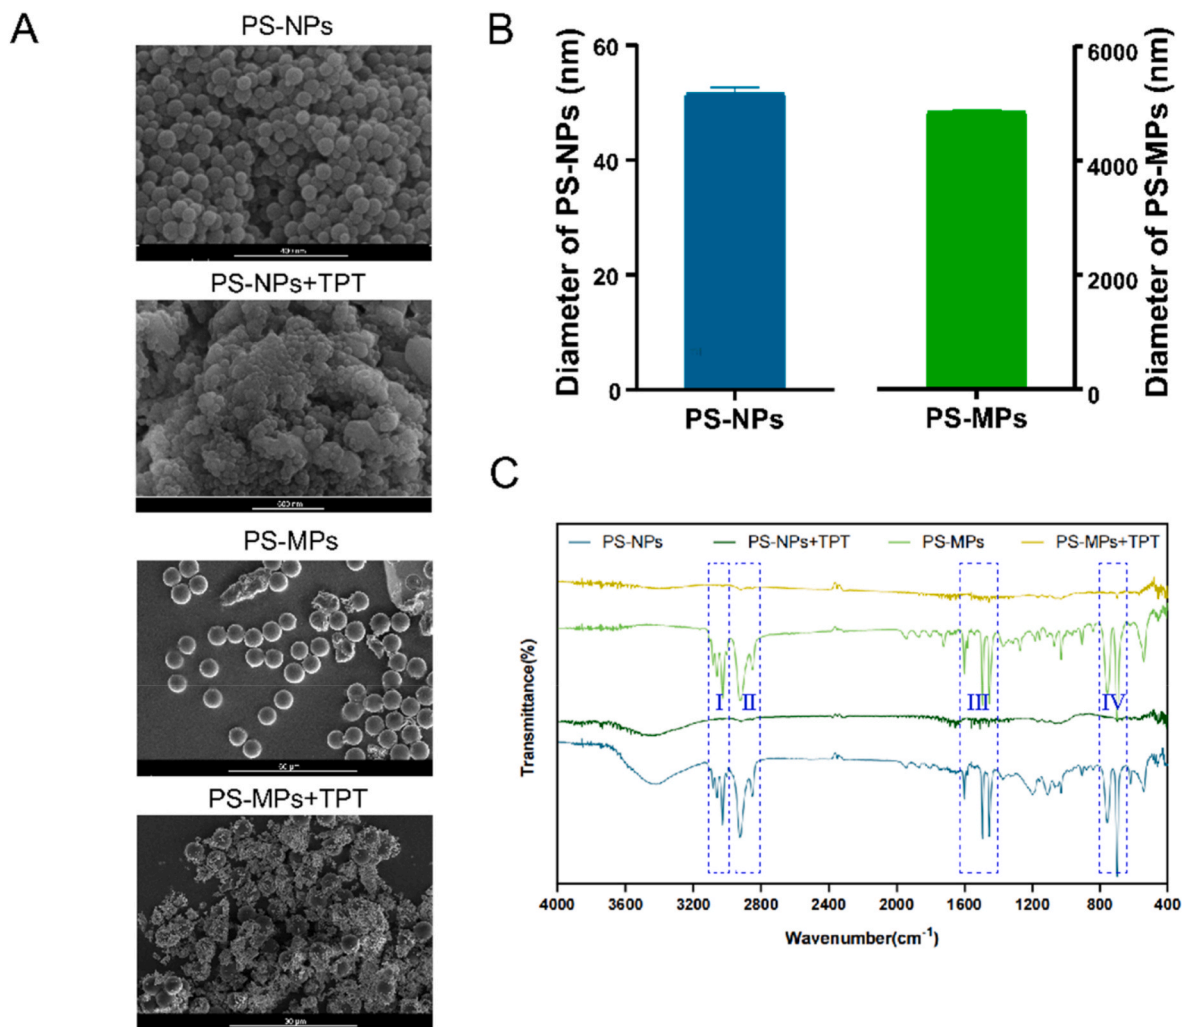 A
PS-NPs
400 nm
PS-NPs+TPT
PS-MPs
PS-MPs+TPT
B
Diameter of PS-NPs (nm)
60
40
20
0
PS-NPs
6000
4000
2000
0
PS-MPs
Diameter of PS-MPs (nm)
C
PS-NPs PS-NPs+TPT PS-MPs PS-MPs+TPT
Transmittance(%)
I II III IV
4000 3600 3200 2800 2400 2000 1600 1200 800 400
Wavenumber(cm⁻¹)